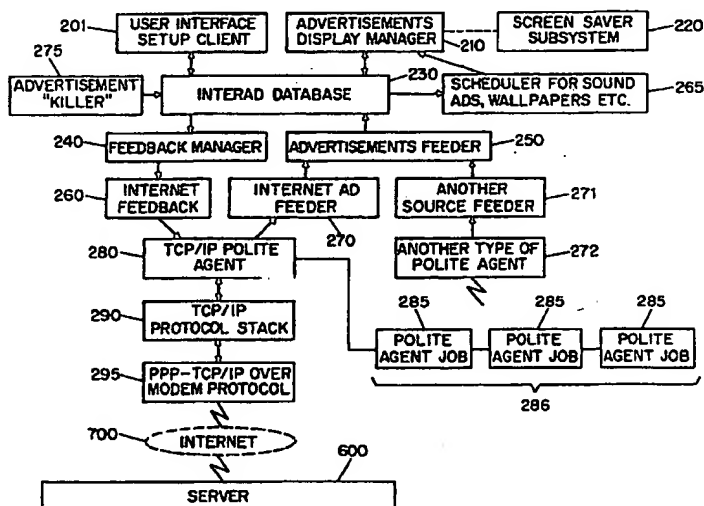 201
USER INTERFACE
SETUP CLIENT
ADVERTISEMENTS
DISPLAY MANAGER
210
SCREEN SAVER
SUBSYSTEM
220
275
230
ADVERTISEMENT
"KILLER"
INTERAD DATABASE
SCHEDULER FOR SOUND
ADS, WALLPAPERS ETC.
265
240
FEEDBACK MANAGER
ADVERTISEMENTS FEEDER
250
260
INTERNET
FEEDBACK
INTERNET AD
FEEDER
270
ANOTHER
SOURCE FEEDER
271
280
TCP/IP POLITE
AGENT
ANOTHER TYPE OF
POLITE AGENT
272
290
TCP/IP
PROTOCOL STACK
285
285
285
POLITE
AGENT JOB
POLITE
AGENT JOB
POLITE
AGENT JOB
286
295
PPP-TCP/IP OVER
MODEM PROTOCOL
700
INTERNET
600
SERVER